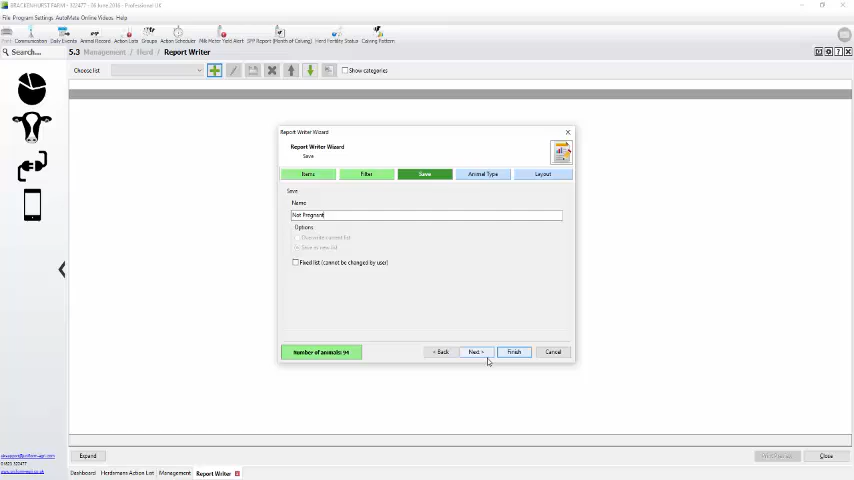 BRACKENHURST FARM - 322477 - 06 June 2016 - Professional UK
File Program Settings AutoMate Online Videos Help
Print Communication Daily Events Animal Record Action Lists Groups Action Scheduler Milk Meter Yield Alert SFP Report (Month of Calving) Herd Fertility Status Calving Pattern
Search... 5.3 Management / Herd / Report Writer
Choose list Show categories
Report Writer Wizard
Report Writer Wizard
Save
Items Filter Save Animal Type Layout
Save
Name
Not Pregnant
Options
Overwrite current list
Save as new list
Fixed list (cannot be changed by user)
Number of animals: 94 < Back Next > Finish Cancel
Expand Close
01823 322477
Dashboard Herdsmans Action List Management Report Writer